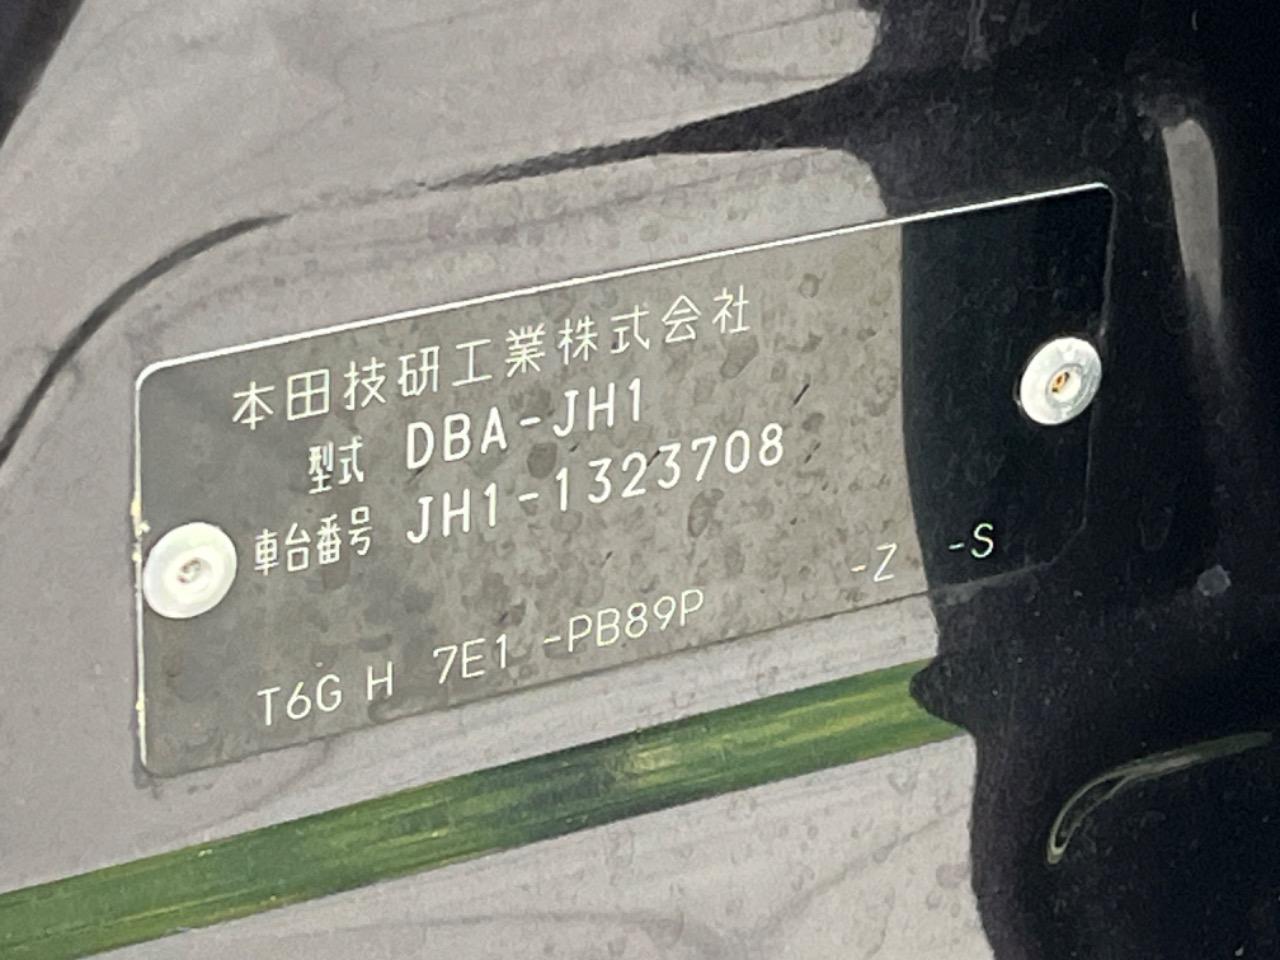 本田技研工業株式会社
型式 DBA-JH1
車台番号 JH1-1323708
T6G H 7E1 -PB89P -Z -S